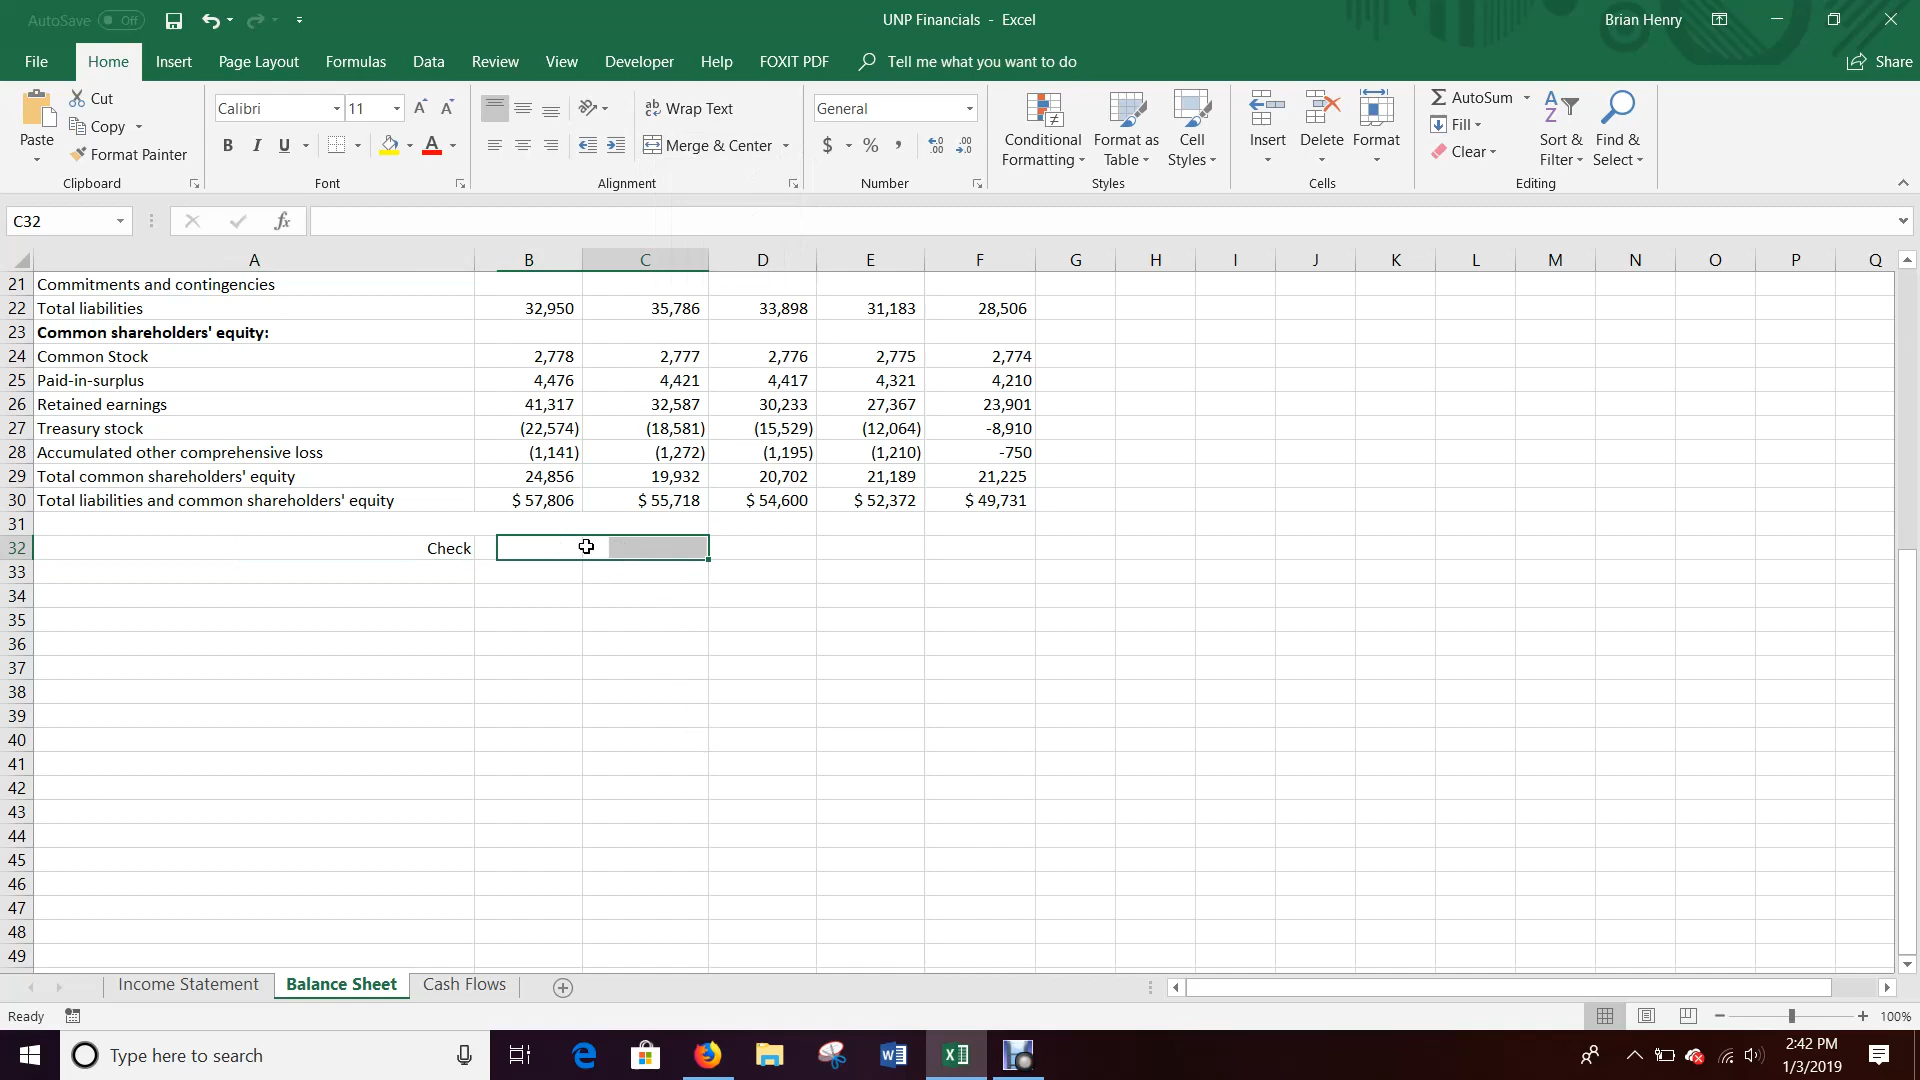 AutoSave Off
UNP Financials - Excel
Brian Henry
File Home Insert Page Layout Formulas Data Review View Developer Help FOXIT PDF Tell me what you want to do Share
Paste
Cut
Copy
Format Painter
Clipboard
Calibri 11
A A
B I U A
Font
ab Wrap Text
Merge & Center
Alignment
General
$ % ,
Number
Conditional Formatting
Format as Table
Cell Styles
Styles
Insert Delete Format
Cells
AutoSum
Fill
Clear
Sort & Filter
Find & Select
Editing
C32 fx
A B C D E F G H I J K L M N O P Q
21 Commitments and contingencies
22 Total liabilities 32,950 35,786 33,898 31,183 28,506
23 Common shareholders' equity:
24 Common Stock 2,778 2,777 2,776 2,775 2,774
25 Paid-in-surplus 4,476 4,421 4,417 4,321 4,210
26 Retained earnings 41,317 32,587 30,233 27,367 23,901
27 Treasury stock (22,574) (18,581) (15,529) (12,064) -8,910
28 Accumulated other comprehensive loss (1,141) (1,272) (1,195) (1,210) -750
29 Total common shareholders' equity 24,856 19,932 20,702 21,189 21,225
30 Total liabilities and common shareholders' equity $ 57,806 $ 55,718 $ 54,600 $ 52,372 $ 49,731
31
32 Check
33
34
35
36
37
38
39
40
41
42
43
44
45
46
47
48
49
Income Statement Balance Sheet Cash Flows
Ready 100%
Type here to search
2:42 PM
1/3/2019